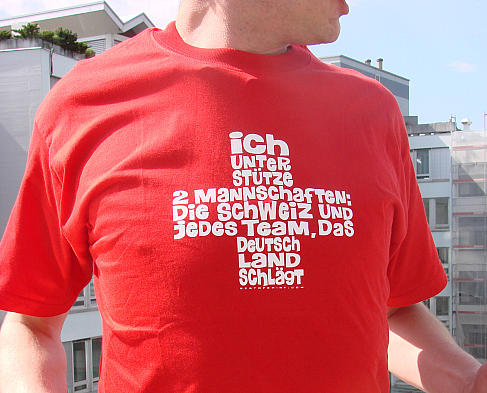 ich
UNTER
STÜTZE
2 MANNSCHAFTEN:
Die SCHWEIZ UND
JEDES TEAM, DAS
DEUTSCH
LAND
SCHLÄGT